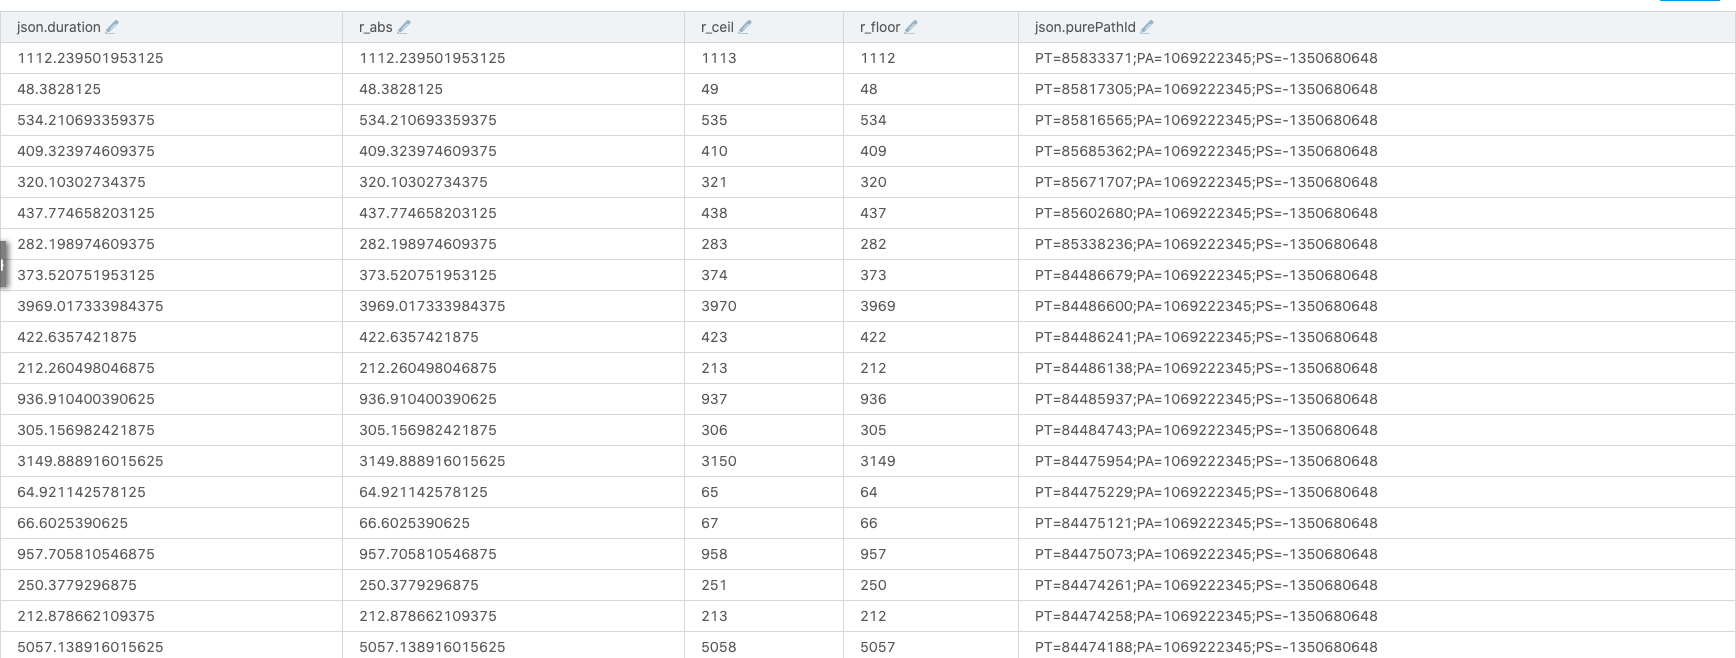 json.duration r_abs r_ceil r_floor json.purePathId
1112.239501953125 1112.239501953125 1113 1112 PT=85833371;PA=1069222345;PS=-1350680648
48.3828125 48.3828125 49 48 PT=85817305;PA=1069222345;PS=-1350680648
534.210693359375 534.210693359375 535 534 PT=85816565;PA=1069222345;PS=-1350680648
409.323974609375 409.323974609375 410 409 PT=85685362;PA=1069222345;PS=-1350680648
320.10302734375 320.10302734375 321 320 PT=85671707;PA=1069222345;PS=-1350680648
437.774658203125 437.774658203125 438 437 PT=85602680;PA=1069222345;PS=-1350680648
282.198974609375 282.198974609375 283 282 PT=85338236;PA=1069222345;PS=-1350680648
373.520751953125 373.520751953125 374 373 PT=84486679;PA=1069222345;PS=-1350680648
3969.017333984375 3969.017333984375 3970 3969 PT=84486600;PA=1069222345;PS=-1350680648
422.6357421875 422.6357421875 423 422 PT=84486241;PA=1069222345;PS=-1350680648
212.260498046875 212.260498046875 213 212 PT=84486138;PA=1069222345;PS=-1350680648
936.910400390625 936.910400390625 937 936 PT=84485937;PA=1069222345;PS=-1350680648
305.156982421875 305.156982421875 306 305 PT=84484743;PA=1069222345;PS=-1350680648
3149.888916015625 3149.888916015625 3150 3149 PT=84475954;PA=1069222345;PS=-1350680648
64.921142578125 64.921142578125 65 64 PT=84475229;PA=1069222345;PS=-1350680648
66.6025390625 66.6025390625 67 66 PT=84475121;PA=1069222345;PS=-1350680648
957.705810546875 957.705810546875 958 957 PT=84475073;PA=1069222345;PS=-1350680648
250.3779296875 250.3779296875 251 250 PT=84474261;PA=1069222345;PS=-1350680648
212.878662109375 212.878662109375 213 212 PT=84474258;PA=1069222345;PS=-1350680648
5057.138916015625 5057.138916015625 5058 5057 PT=84474188;PA=1069222345;PS=-1350680648